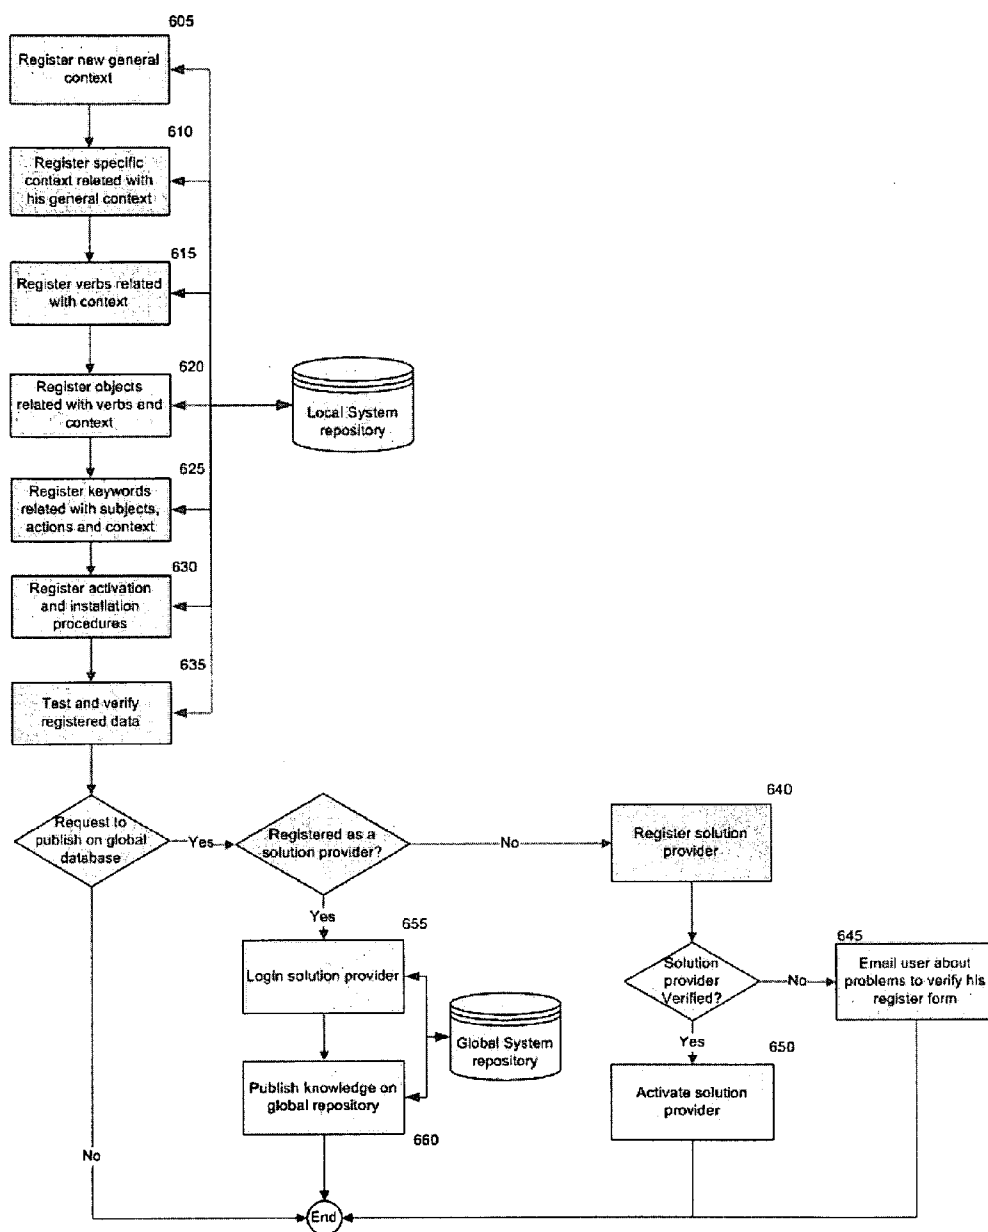 605
Register new general
context
610
Register specific
context related with
his general context
615
Register verbs related
with context
620
Register objects
related with verbs and
context
Local System
repository
625
Register keywords
related with subjects,
actions and context
630
Register activation
and installation
procedures
635
Test and verify
registered data
Request to
publish on global
database
Yes
Registered as a
solution provider?
No
640
Register solution
provider
Yes
655
Login solution provider
Global System
repository
Publish knowledge on
global repository
660
Solution
provider
Verified?
No
645
Email user about
problems to verify his
register form
Yes
650
Activate solution
provider
No
End